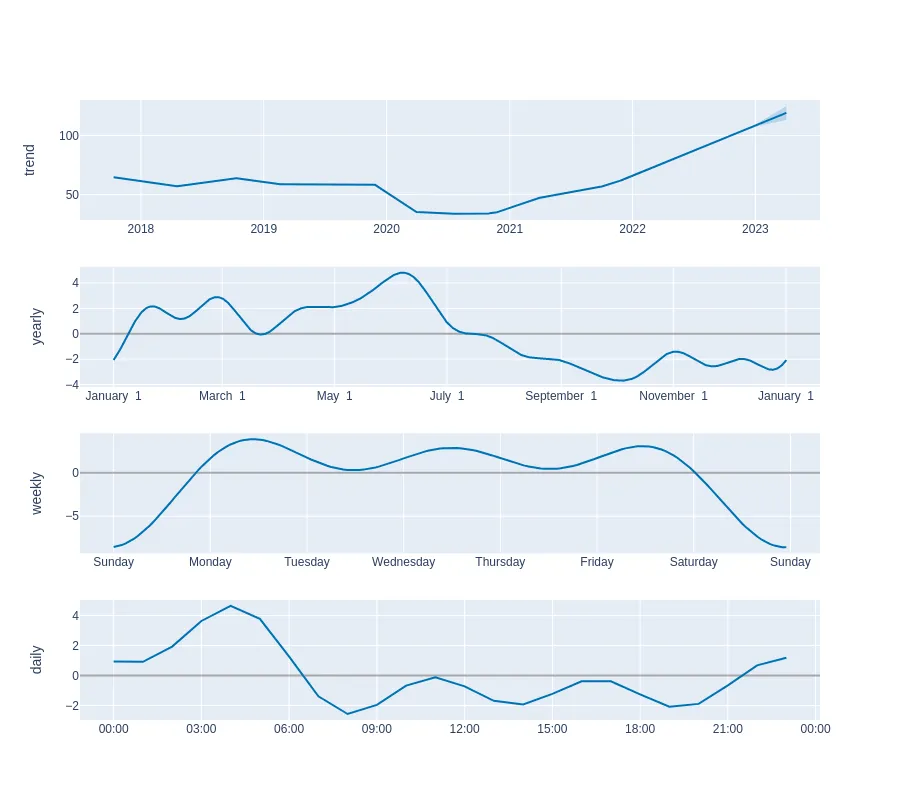 trend
100
50
2018 2019 2020 2021 2022 2023
yearly
4
2
0
−2
−4
January 1 March 1 May 1 July 1 September 1 November 1 January 1
weekly
0
−5
Sunday Monday Tuesday Wednesday Thursday Friday Saturday Sunday
daily
4
2
0
−2
00:00 03:00 06:00 09:00 12:00 15:00 18:00 21:00 00:00